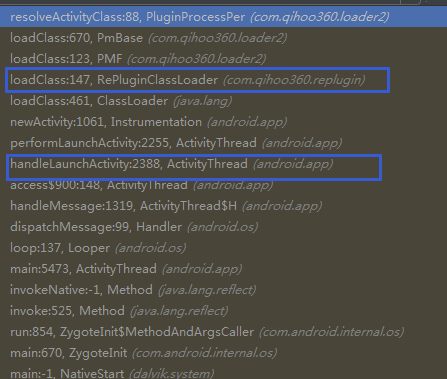 resolveActivityClass:88, PluginProcessPer (com.qihoo360.loader2)
loadClass:670, PmBase (com.qihoo360.loader2)
loadClass:123, PMF (com.qihoo360.loader2)
loadClass:147, RePluginClassLoader (com.qihoo360.replugin)
loadClass:461, ClassLoader (java.lang)
newActivity:1061, Instrumentation (android.app)
performLaunchActivity:2255, ActivityThread (android.app)
handleLaunchActivity:2388, ActivityThread (android.app)
access$900:148, ActivityThread (android.app)
handleMessage:1319, ActivityThread$H (android.app)
dispatchMessage:99, Handler (android.os)
loop:137, Looper (android.os)
main:5473, ActivityThread (android.app)
invokeNative:-1, Method (java.lang.reflect)
invoke:525, Method (java.lang.reflect)
run:854, ZygoteInit$MethodAndArgsCaller (com.android.internal.os)
main:670, ZygoteInit (com.android.internal.os)
main:-1, NativeStart (dalvik.system)